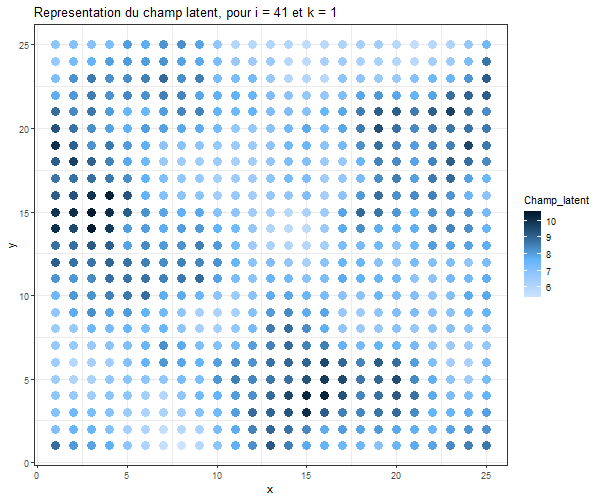 Representation du champ latent, pour i = 41 et k = 1
25
20
15
10
5
0
y
0 5 10 15 20 25
x
Champ_latent
10
9
8
7
6